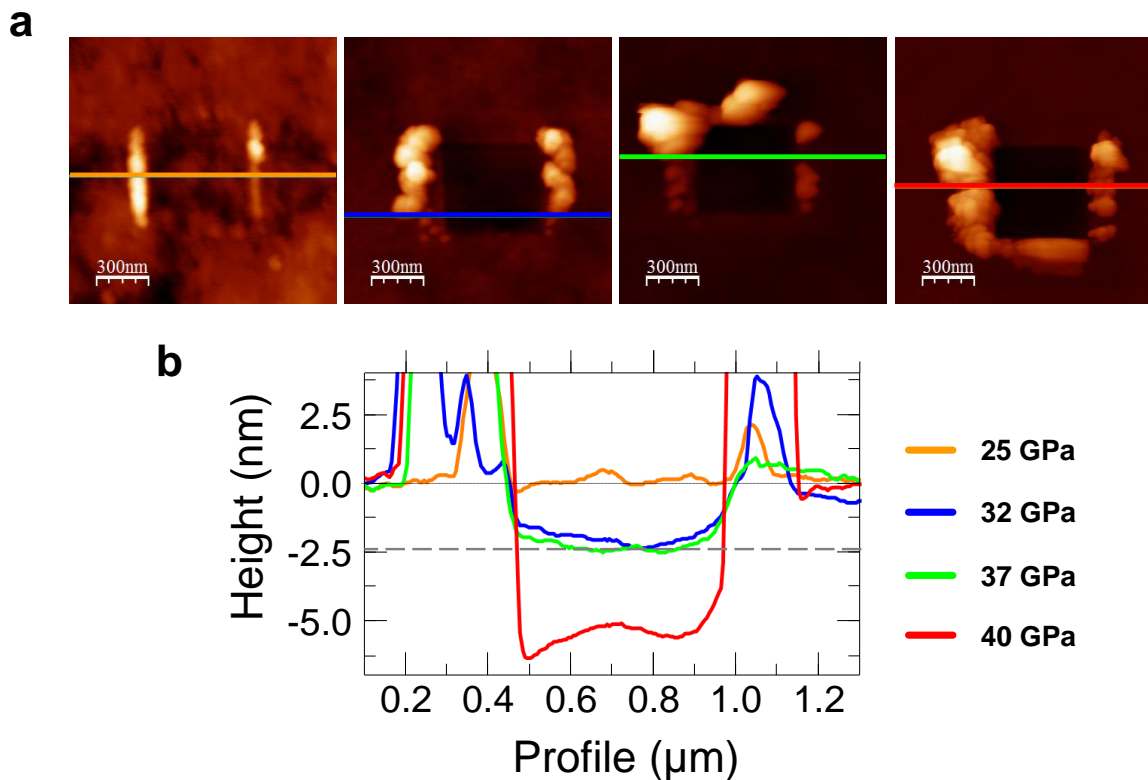 a
300nm
300nm
300nm
300nm
b
Height (nm)
2.5
0.0
-2.5
-5.0
0.2
0.4
0.6
0.8
1.0
1.2
Profile (µm)
25 GPa
32 GPa
37 GPa
40 GPa